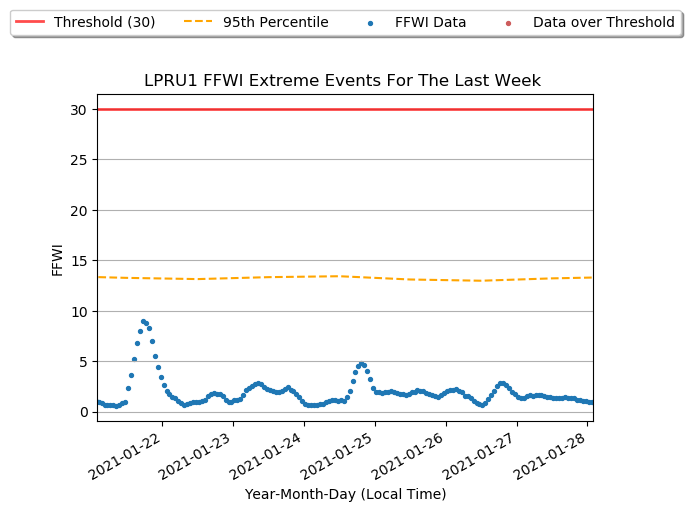 Threshold (30) 95th Percentile FFWI Data Data over Threshold
LPRU1 FFWI Extreme Events For The Last Week
30
25
20
15
10
5
0
FFWI
2021-01-22 2021-01-23 2021-01-24 2021-01-25 2021-01-26 2021-01-27 2021-01-28
Year-Month-Day (Local Time)